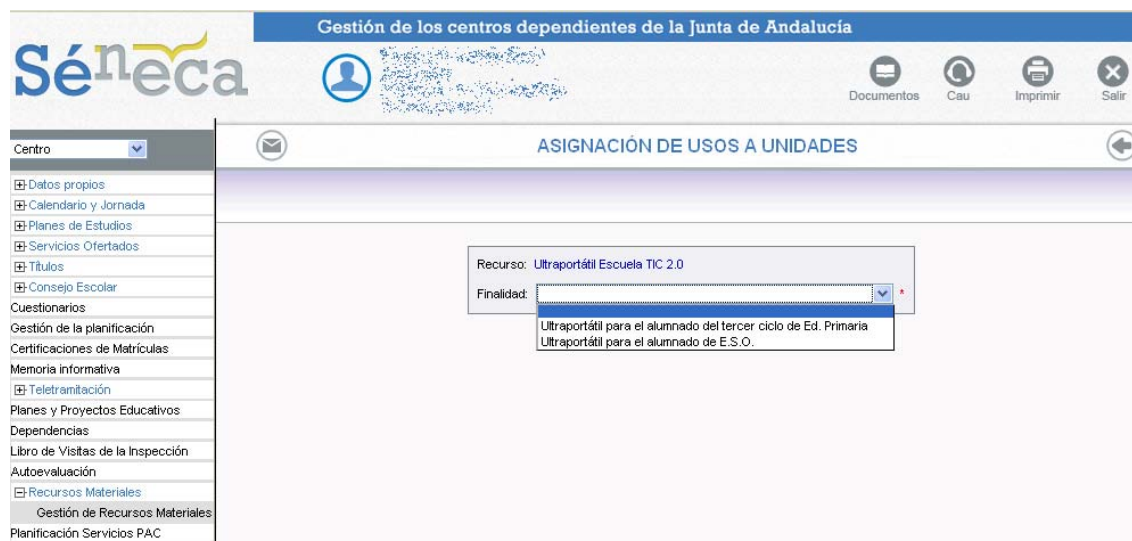 Gestión de los centros dependientes de la Junta de Andalucía
Séneca
Documentos
Cau
Imprimir
Salir
Centro
ASIGNACIÓN DE USOS A UNIDADES
Datos propios
Calendario y Jornada
Planes de Estudios
Servicios Ofertados
Títulos
Consejo Escolar
Cuestionarios
Gestión de la planificación
Certificaciones de Matrículas
Memoria informativa
Teletramitación
Planes y Proyectos Educativos
Dependencias
Libro de Visitas de la Inspección
Autoevaluación
Recursos Materiales
Gestión de Recursos Materiales
Planificación Servicios PAC
Recurso: Ultraportátil Escuela TIC 2.0
Finalidad: *
Ultraportátil para el alumnado del tercer ciclo de Ed. Primaria
Ultraportátil para el alumnado de E.S.O.